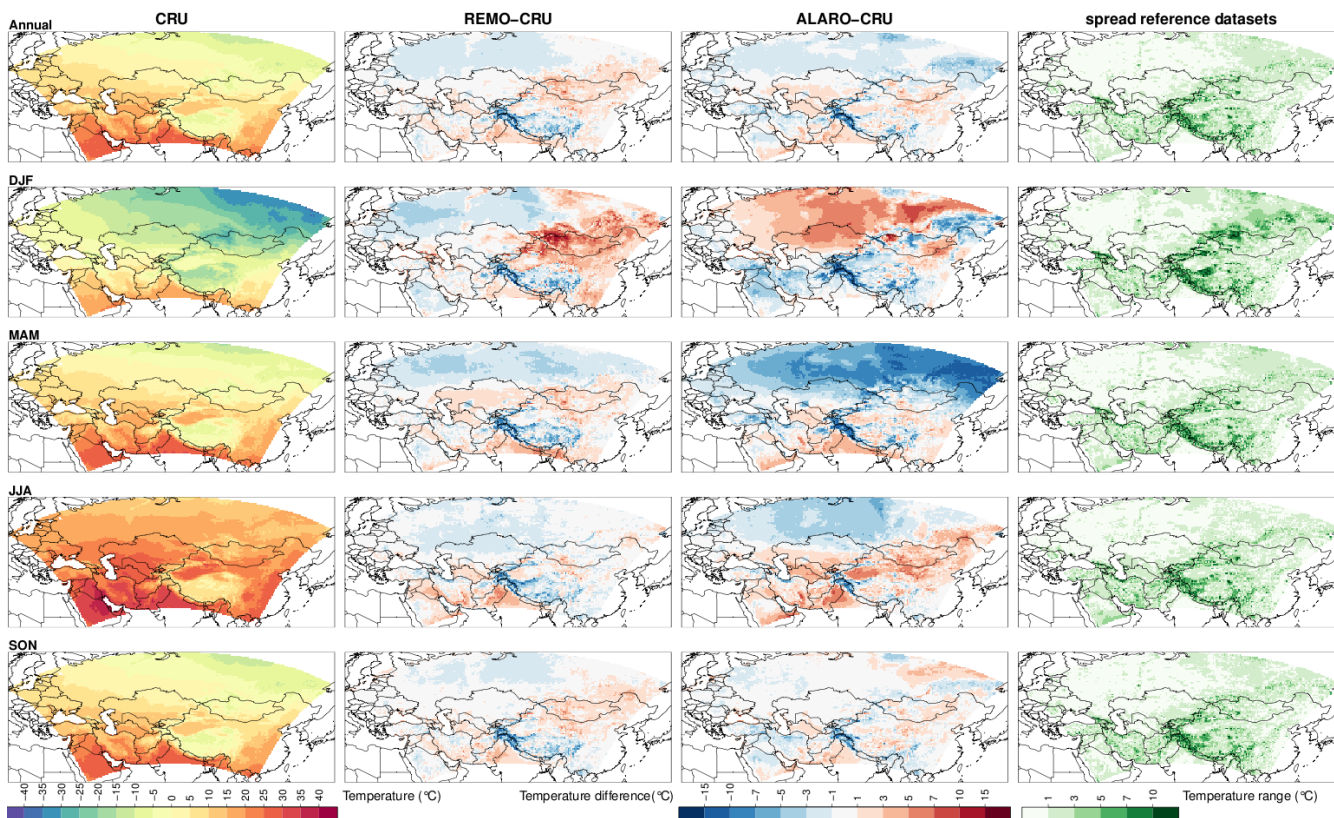 CRU REMO−CRU ALARO−CRU spread reference datasets
Annual
DJF
MAM
JJA
SON
Temperature (°C) Temperature difference(°C) Temperature range (°C)
−40 −35 −30 −25 −20 −15 −10 −5 0 5 10 15 20 25 30 35 40
−15 −10 −7 −5 −3 −1 1 3 5 7 10 15
1 3 5 7 10